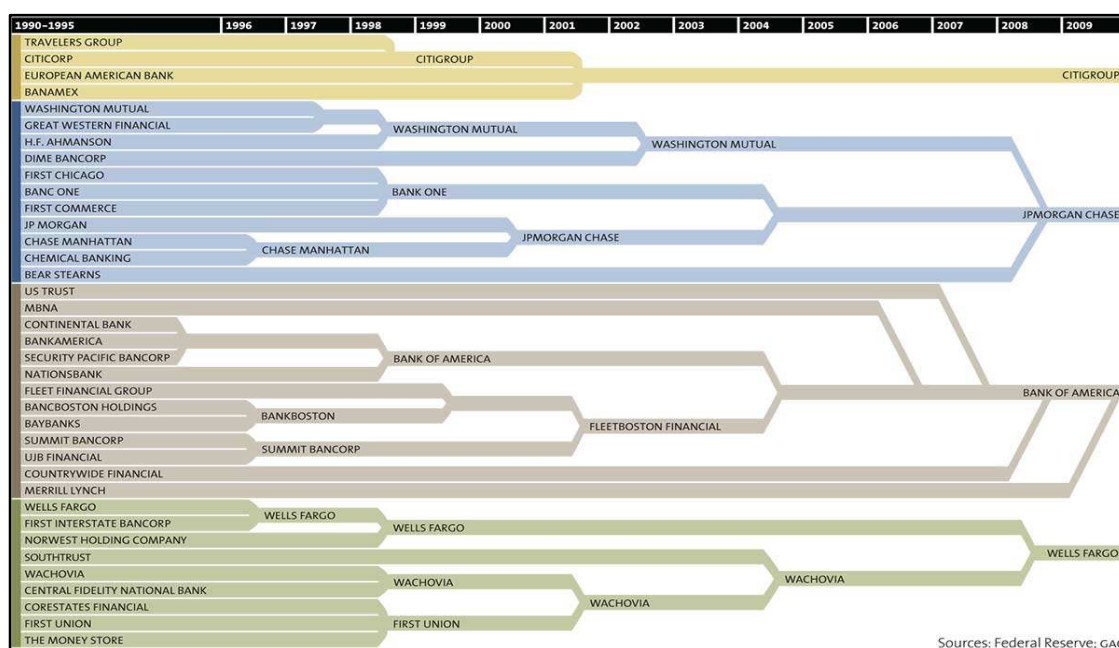 1990–1995 1996 1997 1998 1999 2000 2001 2002 2003 2004 2005 2006 2007 2008 2009
TRAVELERS GROUP
CITICORP CITIGROUP
EUROPEAN AMERICAN BANK CITIGROUP
BANAMEX
WASHINGTON MUTUAL
GREAT WESTERN FINANCIAL WASHINGTON MUTUAL
H.F. AHMANSON WASHINGTON MUTUAL
DIME BANCORP
FIRST CHICAGO
BANC ONE BANK ONE
FIRST COMMERCE JPMORGAN CHASE
JP MORGAN
CHASE MANHATTAN JPMORGAN CHASE
CHASE MANHATTAN
CHEMICAL BANKING
BEAR STEARNS
US TRUST
MBNA
CONTINENTAL BANK
BANKAMERICA
SECURITY PACIFIC BANCORP BANK OF AMERICA
NATIONSBANK
FLEET FINANCIAL GROUP BANK OF AMERICA
BANCBOSTON HOLDINGS BANKBOSTON
BAYBANKS FLEETBOSTON FINANCIAL
SUMMIT BANCORP SUMMIT BANCORP
UJB FINANCIAL
COUNTRYWIDE FINANCIAL
MERRILL LYNCH
WELLS FARGO WELLS FARGO
FIRST INTERSTATE BANCORP WELLS FARGO
NORWEST HOLDING COMPANY
SOUTHTRUST WELLS FARGO
WACHOVIA WACHOVIA WACHOVIA
CENTRAL FIDELITY NATIONAL BANK
CORESTATES FINANCIAL WACHOVIA
FIRST UNION FIRST UNION
THE MONEY STORE
Sources: Federal Reserve; GAO